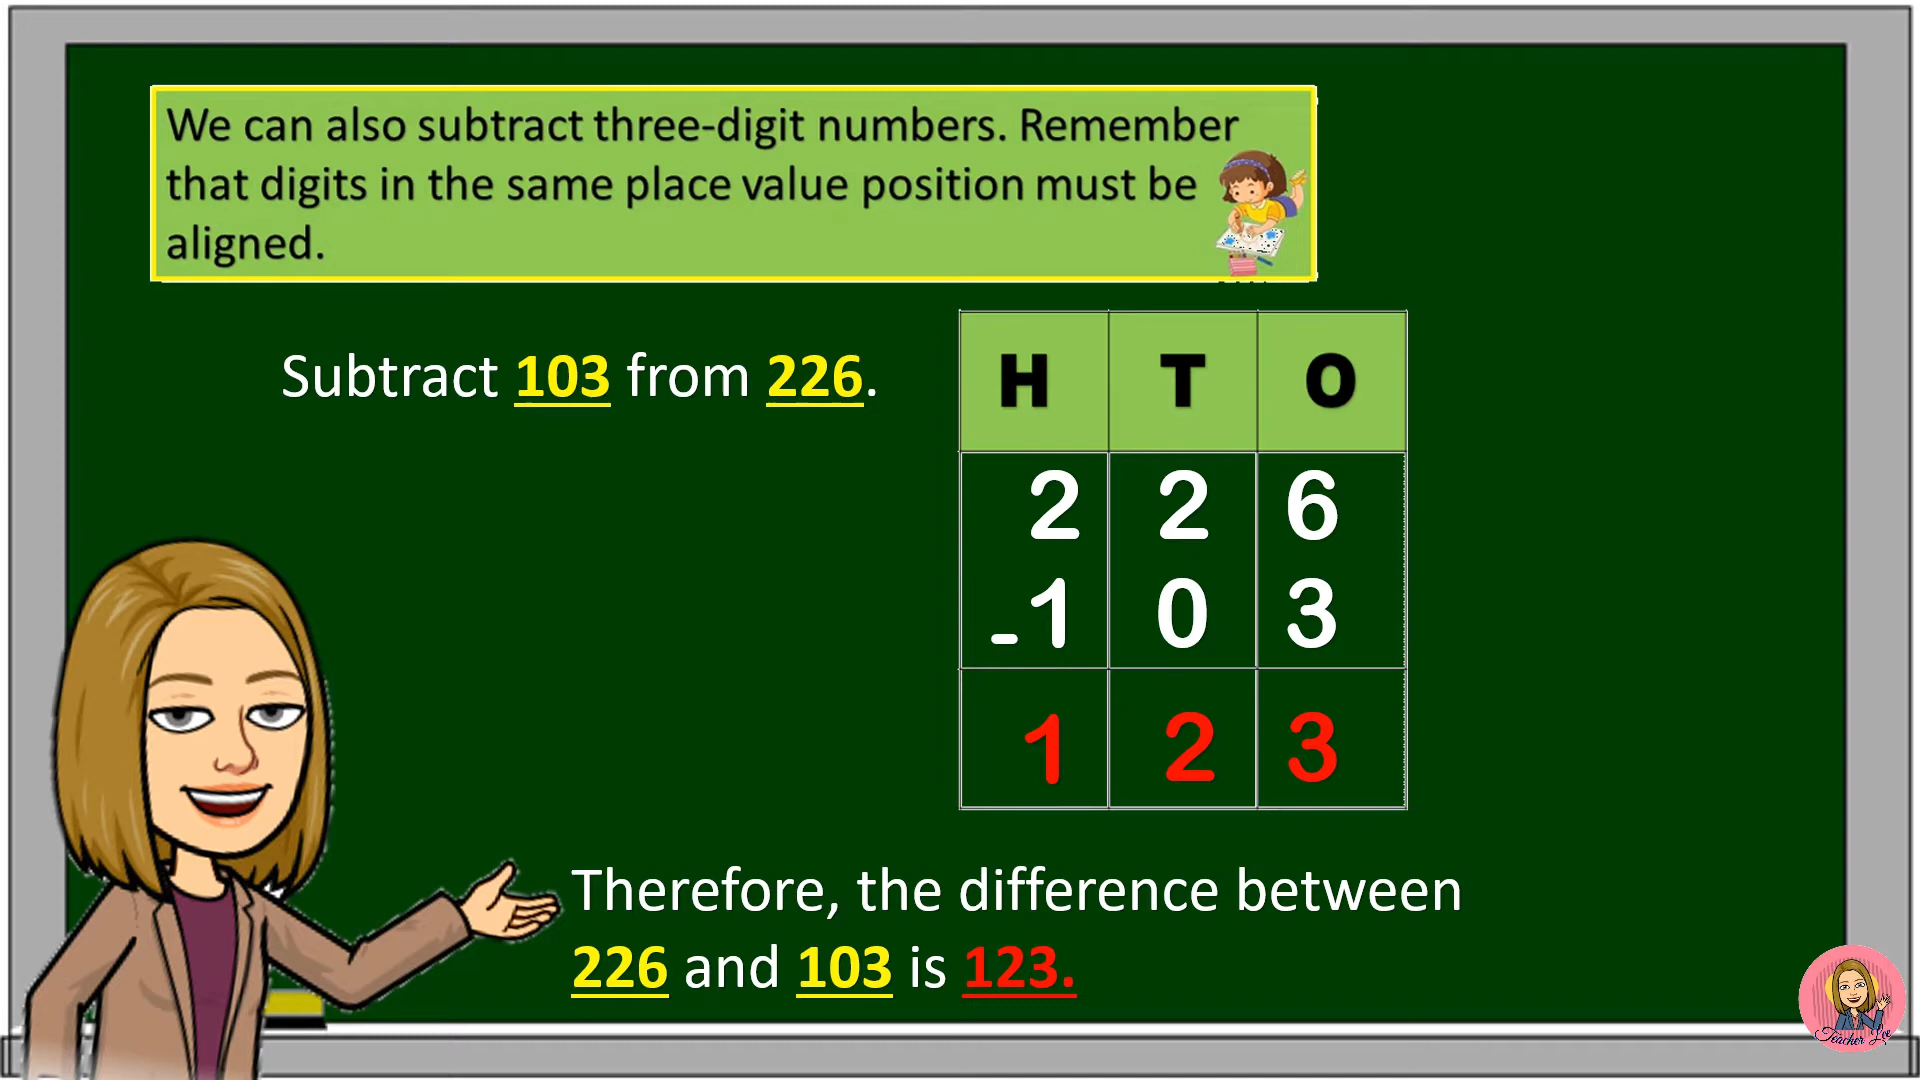 We can also subtract three-digit numbers. Remember
that digits in the same place value position must be
aligned.
Subtract 103 from 226.
H T O
2 2 6
-1 0 3
1 2 3
Therefore, the difference between
226 and 103 is 123.
Teacher Lee